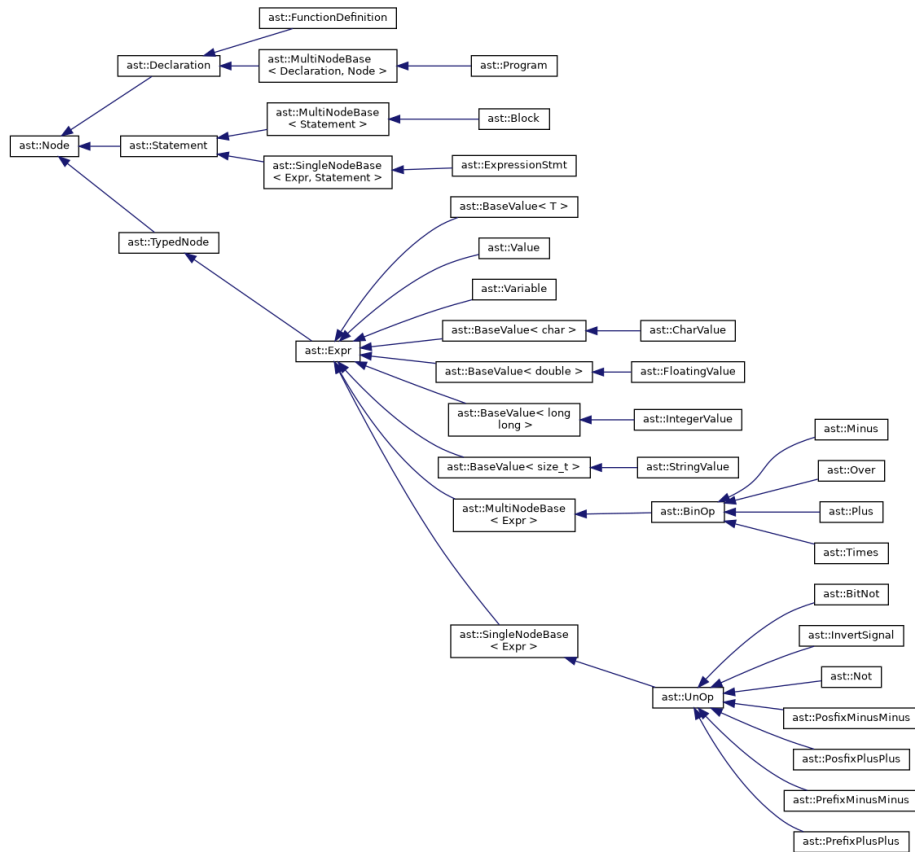 ast::FunctionDefinition
ast::Declaration
ast::MultiNodeBase
< Declaration, Node >
ast::Program
ast::Node
ast::Statement
ast::MultiNodeBase
< Statement >
ast::Block
ast::SingleNodeBase
< Expr, Statement >
ast::ExpressionStmt
ast::TypedNode
ast::Expr
ast::BaseValue< T >
ast::Value
ast::Variable
ast::BaseValue< char >
ast::CharValue
ast::BaseValue< double >
ast::FloatingValue
ast::BaseValue< long
long >
ast::IntegerValue
ast::BaseValue< size_t >
ast::StringValue
ast::MultiNodeBase
< Expr >
ast::BinOp
ast::Minus
ast::Over
ast::Plus
ast::Times
ast::SingleNodeBase
< Expr >
ast::UnOp
ast::BitNot
ast::InvertSignal
ast::Not
ast::PosfixMinusMinus
ast::PosfixPlusPlus
ast::PrefixMinusMinus
ast::PrefixPlusPlus